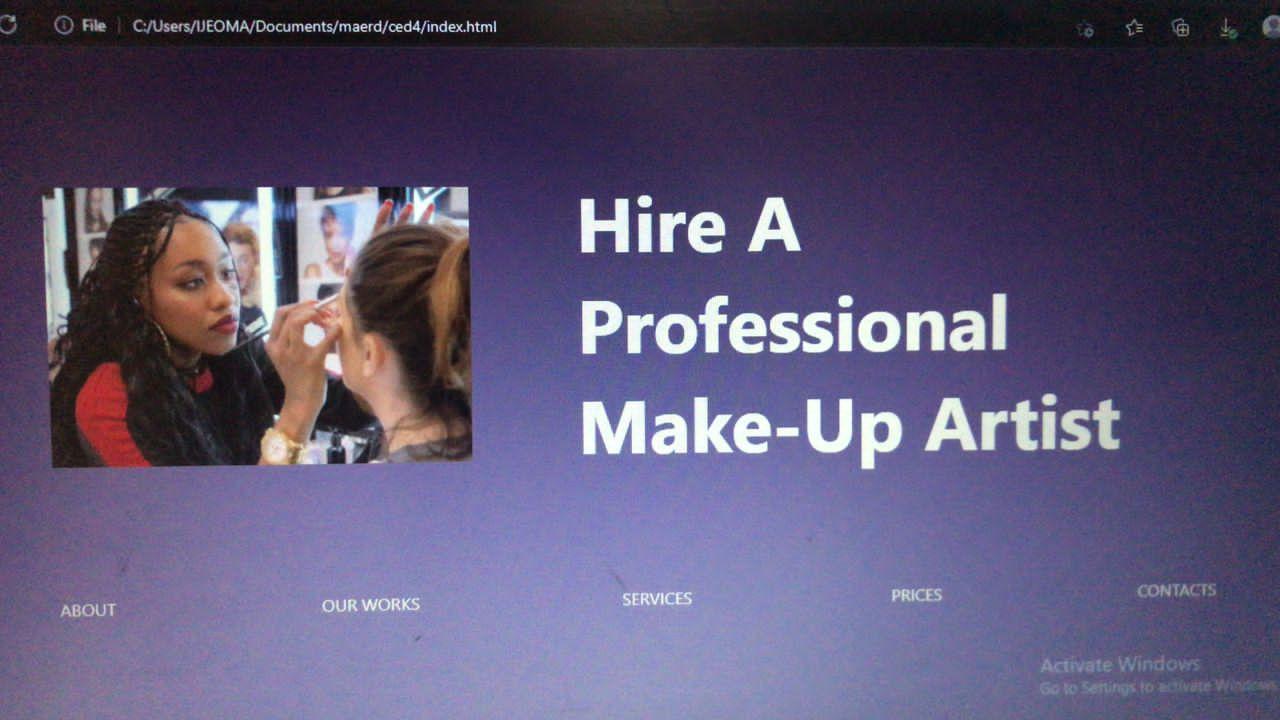 File C:/Users/IJEOMA/Documents/maerd/ced4/index.html
Hire A
Professional
Make-Up Artist
ABOUT OUR WORKS SERVICES PRICES CONTACTS
Activate Windows
Go to Settings to activate Windows.